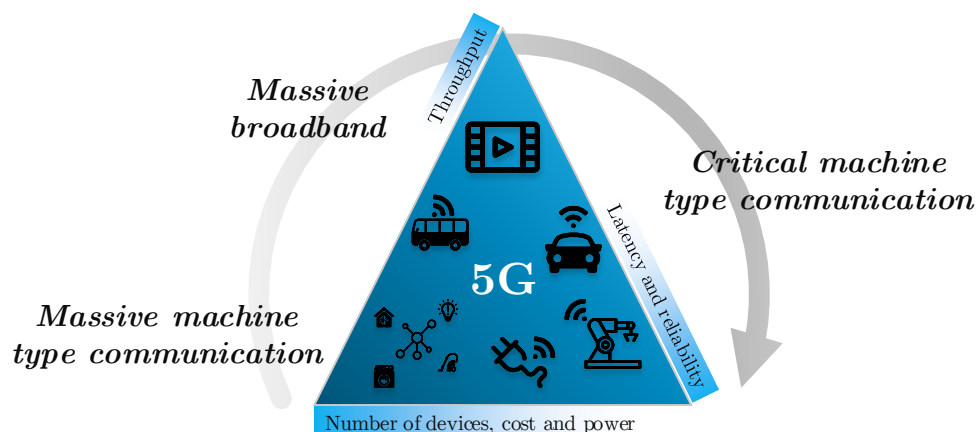 Throughput
Massive
broadband
Critical machine
type communication
Latency and reliability
5G
Massive machine
type communication
Number of devices, cost and power